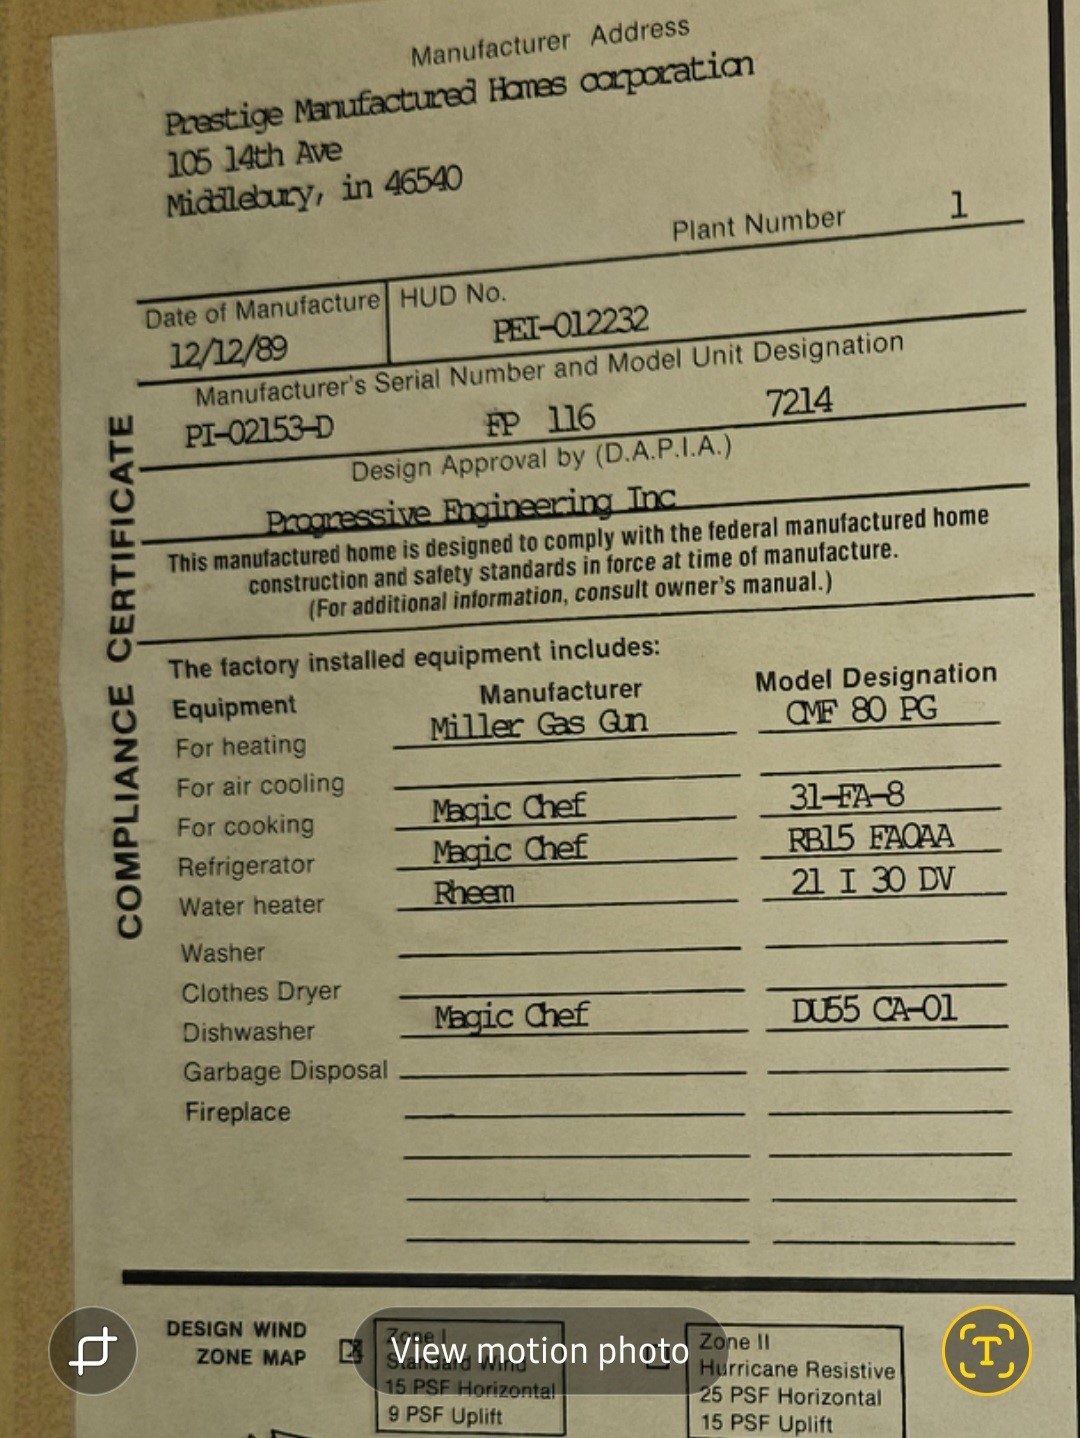 Manufacturer Address
Prestige Manufactured Homes corporation
105 14th Ave
Middlebury, in 46540
Plant Number 1
Date of Manufacture HUD No.
12/12/89 PEI-012232
Manufacturer's Serial Number and Model Unit Designation
PI-02153-D FP 116 7214
Design Approval by (D.A.P.I.A.)
Progressive Engineering Inc
This manufactured home is designed to comply with the federal manufactured home
construction and safety standards in force at time of manufacture.
(For additional information, consult owner's manual.)
COMPLIANCE CERTIFICATE
The factory installed equipment includes:
Equipment Manufacturer Model Designation
For heating Miller Gas Gun CMF 80 PG
For air cooling
For cooking Magic Chef 31-FA-8
Refrigerator Magic Chef RB15 FAOAA
Water heater Rheem 21 I 30 DV
Washer
Clothes Dryer
Dishwasher Magic Chef DU55 CA-01
Garbage Disposal
Fireplace
DESIGN WIND
ZONE MAP
Zone I
Standard Wind
15 PSF Horizontal
9 PSF Uplift
View motion photo
Zone II
Hurricane Resistive
25 PSF Horizontal
15 PSF Uplift
T